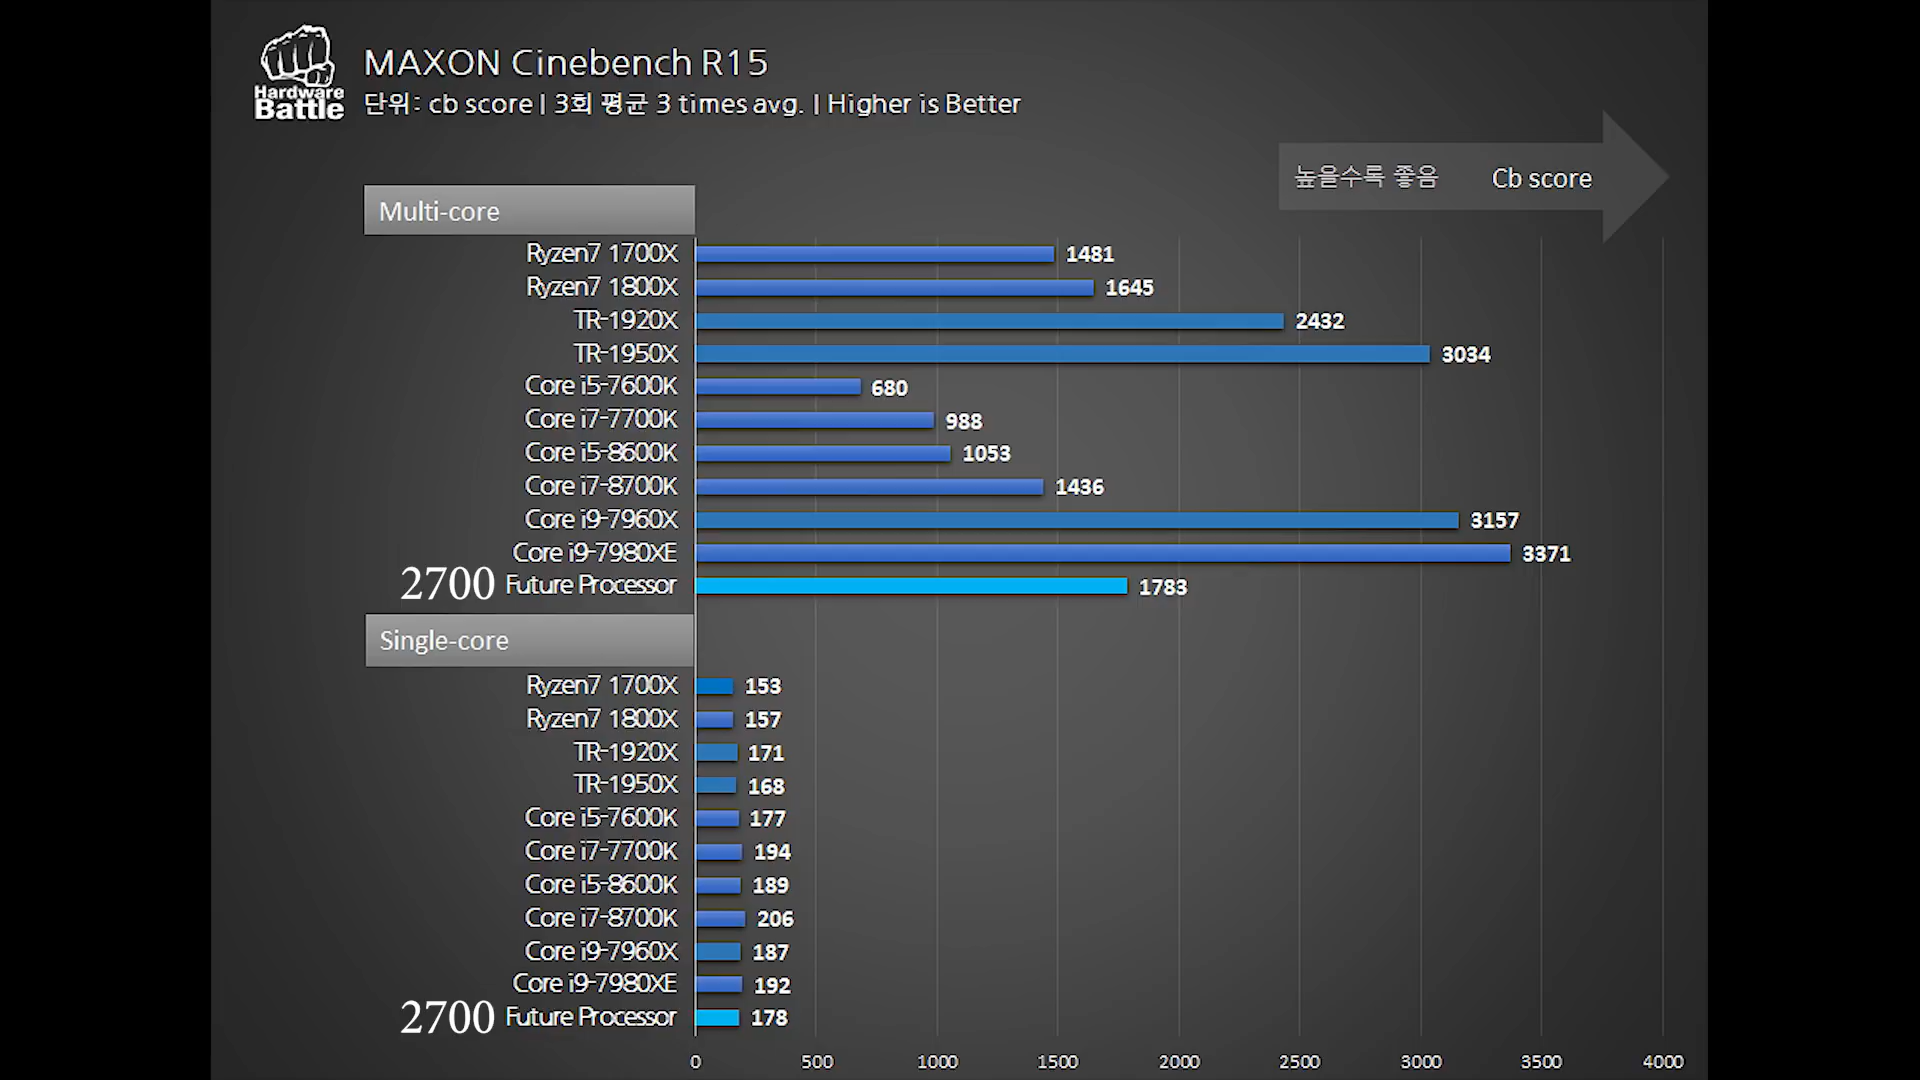 Hardware
Battle
MAXON Cinebench R15
단위: cb score | 3회 평균 3 times avg. | Higher is Better
높을수록 좋음 Cb score
Multi-core
Ryzen7 1700X 1481
Ryzen7 1800X 1645
TR-1920X 2432
TR-1950X 3034
Core i5-7600K 680
Core i7-7700K 988
Core i5-8600K 1053
Core i7-8700K 1436
Core i9-7960X 3157
Core i9-7980XE 3371
2700 Future Processor 1783
Single-core
Ryzen7 1700X 153
Ryzen7 1800X 157
TR-1920X 171
TR-1950X 168
Core i5-7600K 177
Core i7-7700K 194
Core i5-8600K 189
Core i7-8700K 206
Core i9-7960X 187
Core i9-7980XE 192
2700 Future Processor 178
0 500 1000 1500 2000 2500 3000 3500 4000